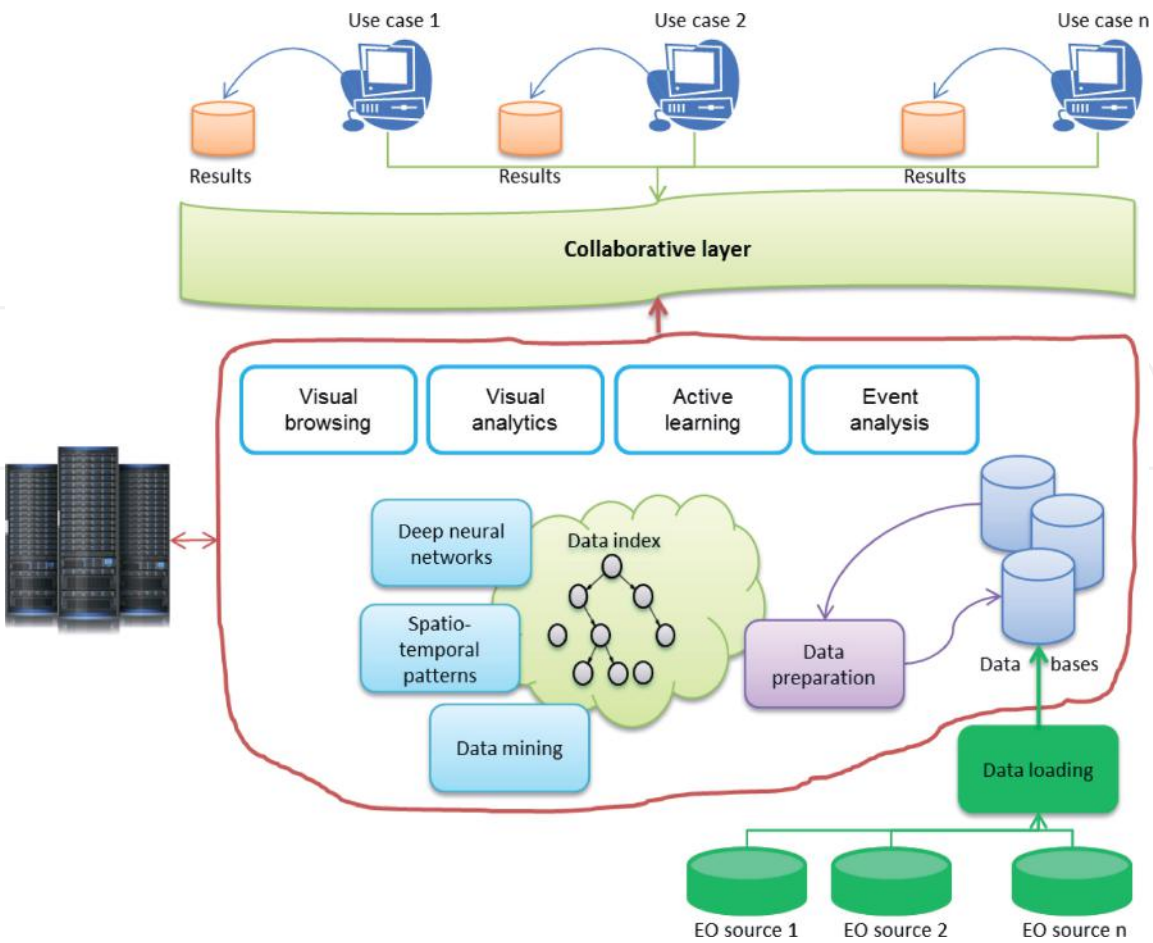 Use case 1
Use case 2
Use case n
Results
Results
Results
Collaborative layer
Visual
browsing
Visual
analytics
Active
learning
Event
analysis
Deep neural
networks
Data index
Spatio-
temporal
patterns
Data
preparation
Data bases
Data mining
Data loading
EO source 1
EO source 2
EO source n